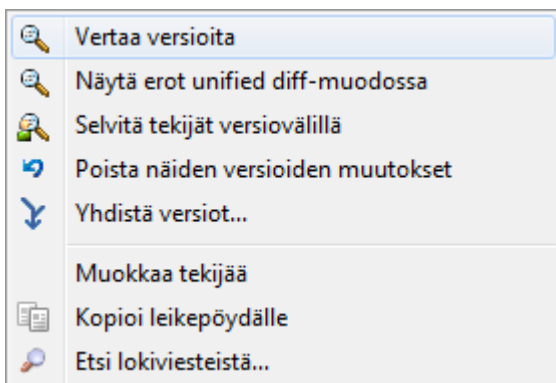 Vertaa versioita
Näytä erot unified diff-muodossa
Selvitä tekijät versiovälillä
Poista näiden versioiden muutokset
Yhdistä versiot...
Muokkaa tekijää
Kopioi leikepöydälle
Etsi lokiviesteistä...